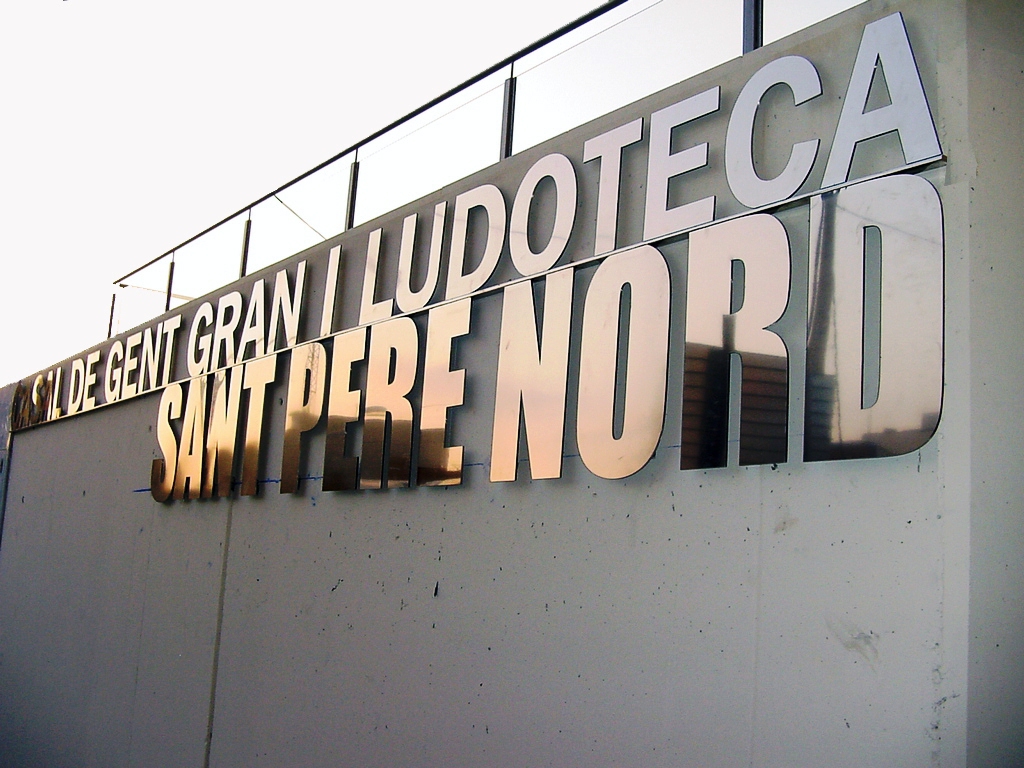 CASAL DE GENT GRAN I LUDOTECA
SANT PERE NORD